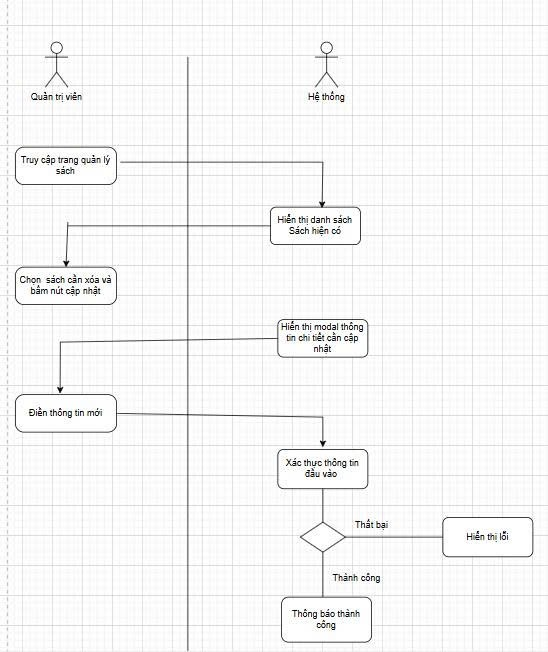 Quản trị viên
Hệ thống
Truy cập trang quản lý
sách
Hiển thị danh sách
Sách hiện có
Chọn sách cần xóa và
bấm nút cập nhật
Hiển thị modal thông
tin chi tiết cần cập
nhật
Điền thông tin mới
Xác thực thông tin
đầu vào
Thất bại
Hiển thị lỗi
Thành công
Thông báo thành
công